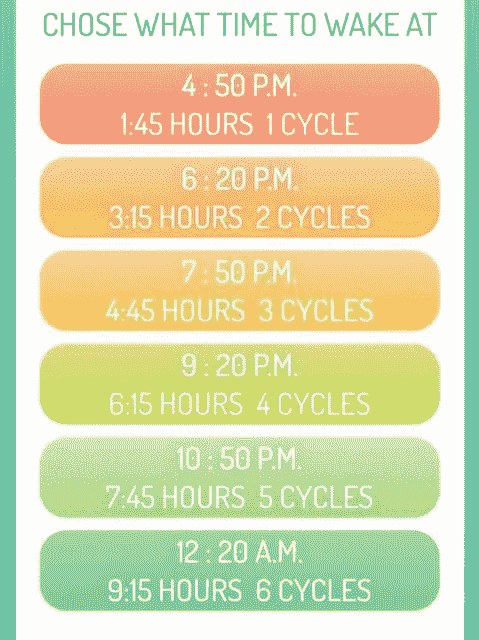 CHOSE WHAT TIME TO WAKE AT
4 : 50 P.M.
1:45 HOURS 1 CYCLE
6 : 20 P.M.
3:15 HOURS 2 CYCLES
7 : 50 P.M.
4:45 HOURS 3 CYCLES
9 : 20 P.M.
6:15 HOURS 4 CYCLES
10 : 50 P.M.
7:45 HOURS 5 CYCLES
12 : 20 A.M.
9:15 HOURS 6 CYCLES